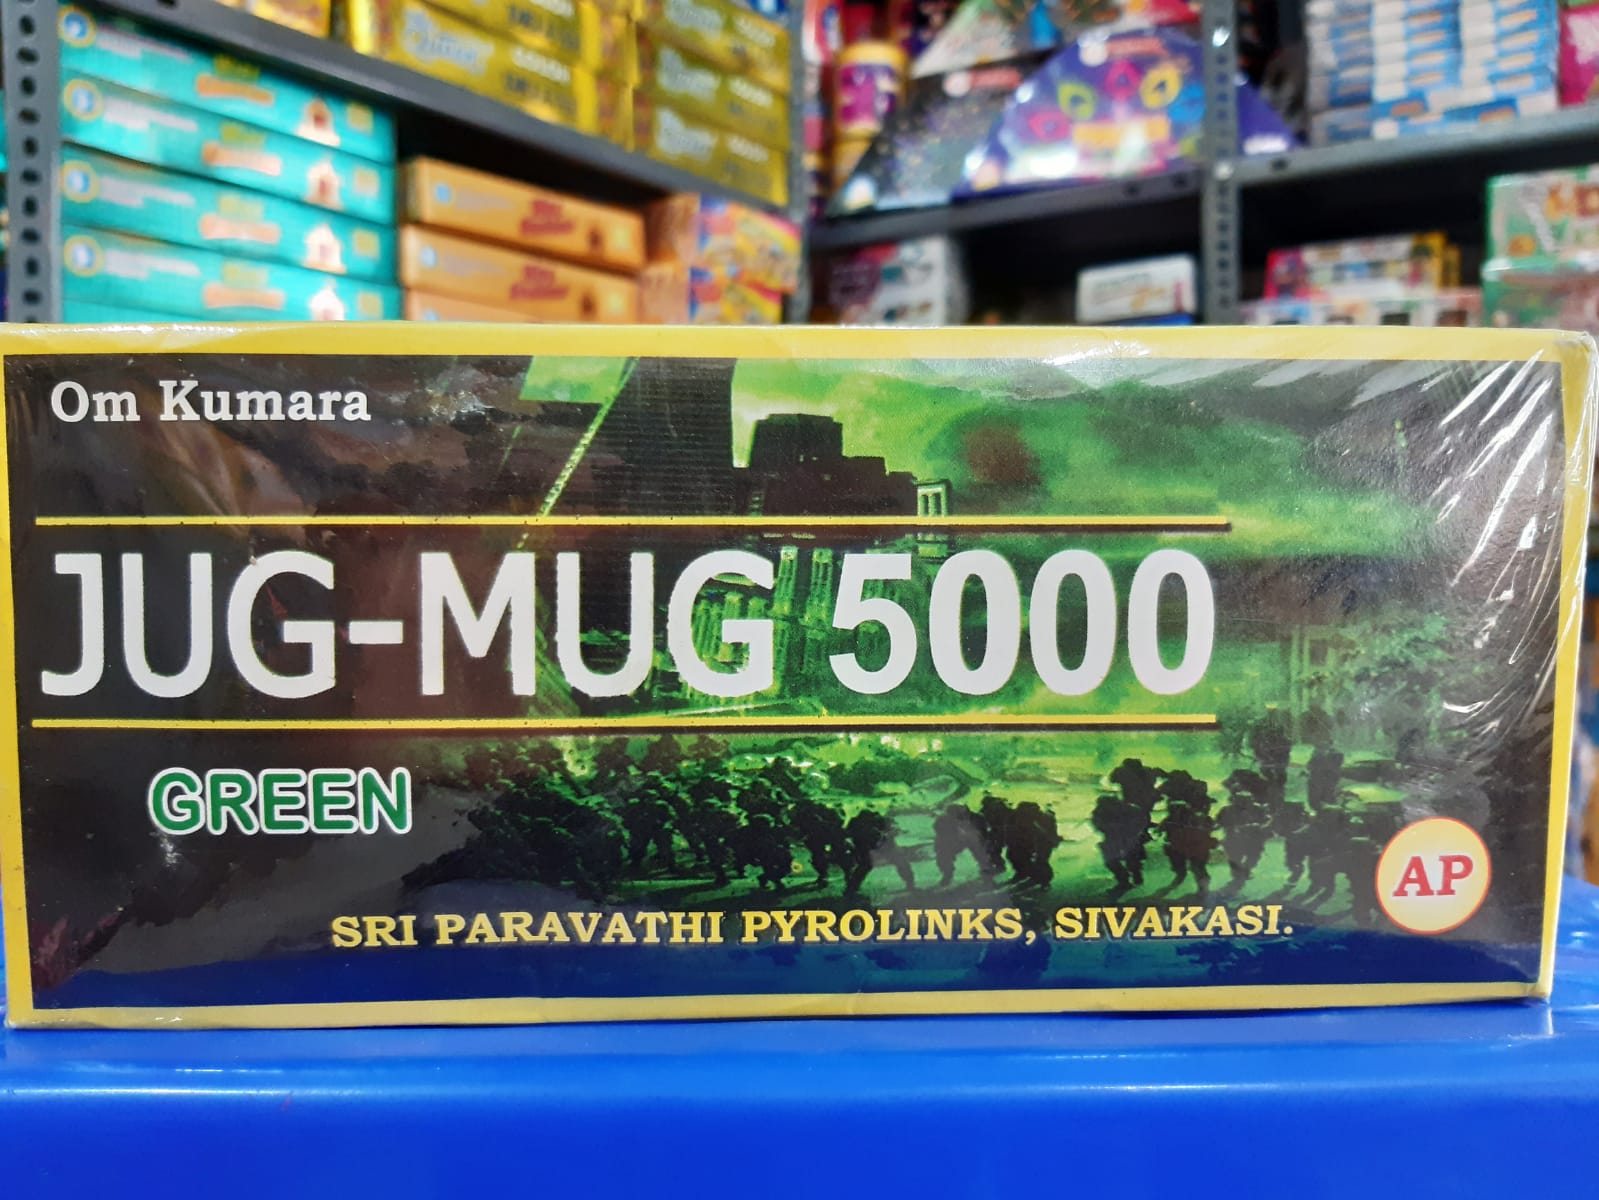 Om Kumara
JUG-MUG 5000
GREEN
AP
SRI PARAVATHI PYROLINKS, SIVAKASI.